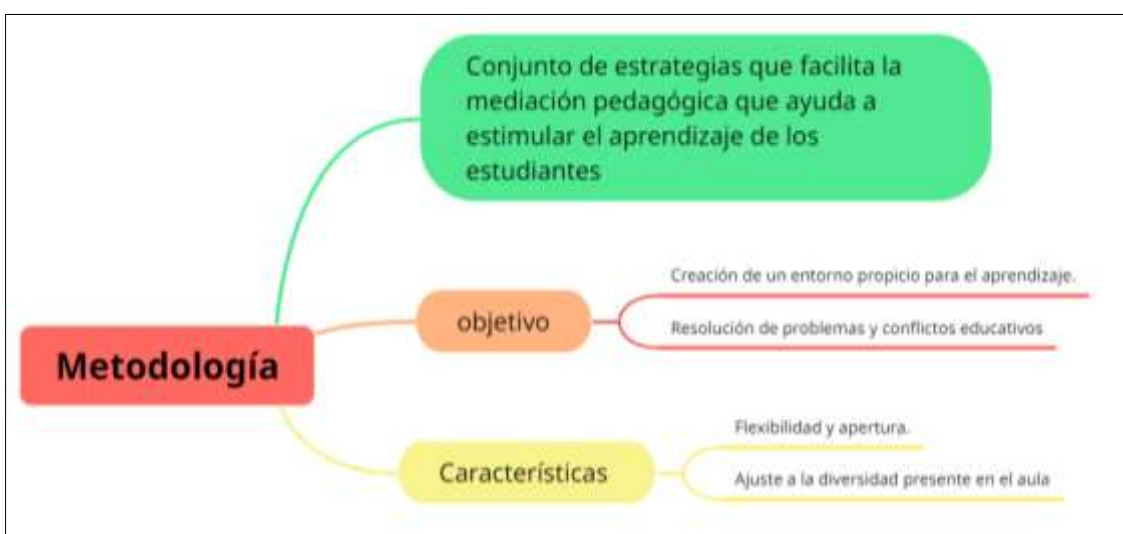 Conjunto de estrategias que facilita la
mediación pedagógica que ayuda a
estimular el aprendizaje de los
estudiantes
Creación de un entorno propicio para el aprendizaje.
objetivo
Resolución de problemas y conflictos educativos
Metodología
Flexibilidad y apertura.
Características
Ajuste a la diversidad presente en el aula